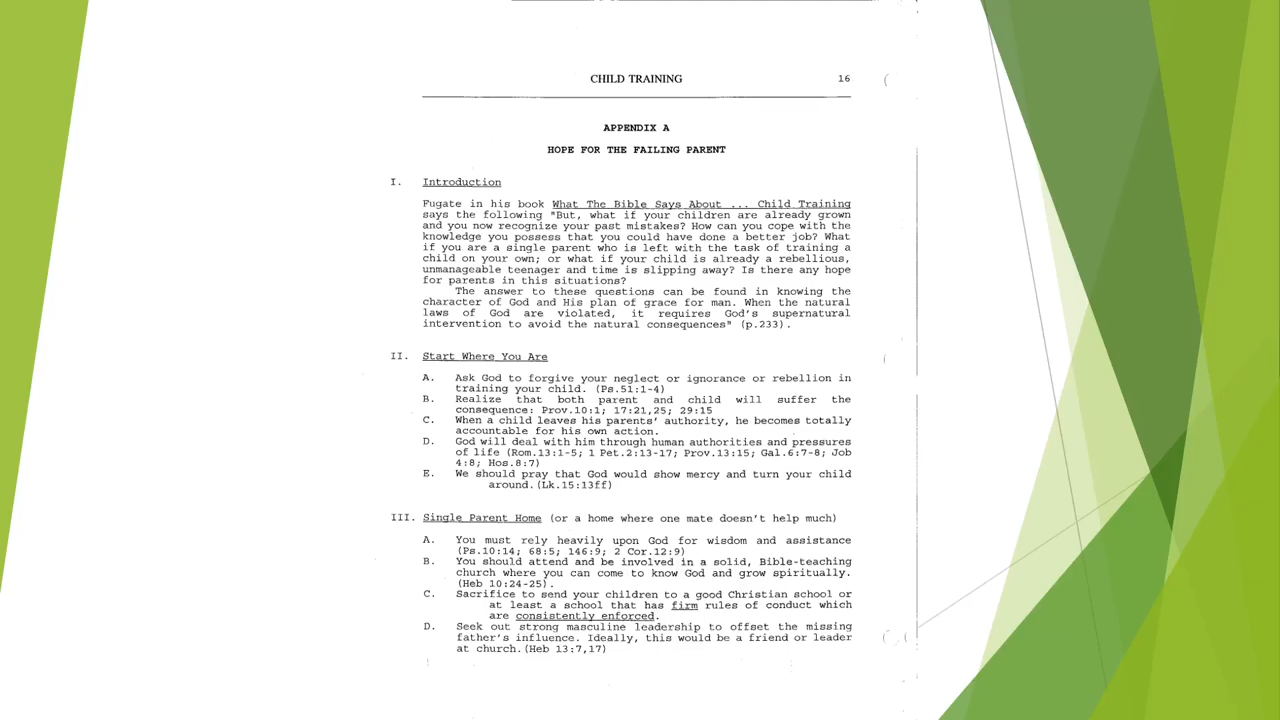 CHILD TRAINING 16
APPENDIX A
HOPE FOR THE FAILING PARENT
I. Introduction
Fugate in his book What The Bible Says About ... Child Training
says the following "But, what if your children are already grown
and you now recognize your past mistakes? How can you cope with the
knowledge you possess that you could have done a better job? What
if you are a single parent who is left with the task of training a
child on your own; or what if your child is already a rebellious,
unmanageable teenager and time is slipping away? Is there any hope
for parents in this situations?
The answer to these questions can be found in knowing the
character of God and His plan of grace for man. When the natural
laws of God are violated, it requires God's supernatural
intervention to avoid the natural consequences" (p.233).
II. Start Where You Are
A. Ask God to forgive your neglect or ignorance or rebellion in
training your child. (Ps.51:1-4)
B. Realize that both parent and child will suffer the
consequence: Prov.10:1; 17:21,25; 29:15
C. When a child leaves his parents' authority, he becomes totally
accountable for his own action.
D. God will deal with him through human authorities and pressures
of life (Rom.13:1-5; 1 Pet.2:13-17; Prov.13:15; Gal.6:7-8; Job
4:8; Hos.8:7)
E. We should pray that God would show mercy and turn your child
around.(Lk.15:13ff)
III. Single Parent Home (or a home where one mate doesn't help much)
A. You must rely heavily upon God for wisdom and assistance
(Ps.10:14; 68:5; 146:9; 2 Cor.12:9)
B. You should attend and be involved in a solid, Bible-teaching
church where you can come to know God and grow spiritually.
(Heb 10:24-25).
C. Sacrifice to send your children to a good Christian school or
at least a school that has firm rules of conduct which
are consistently enforced.
D. Seek out strong masculine leadership to offset the missing
father's influence. Ideally, this would be a friend or leader
at church.(Heb 13:7,17)